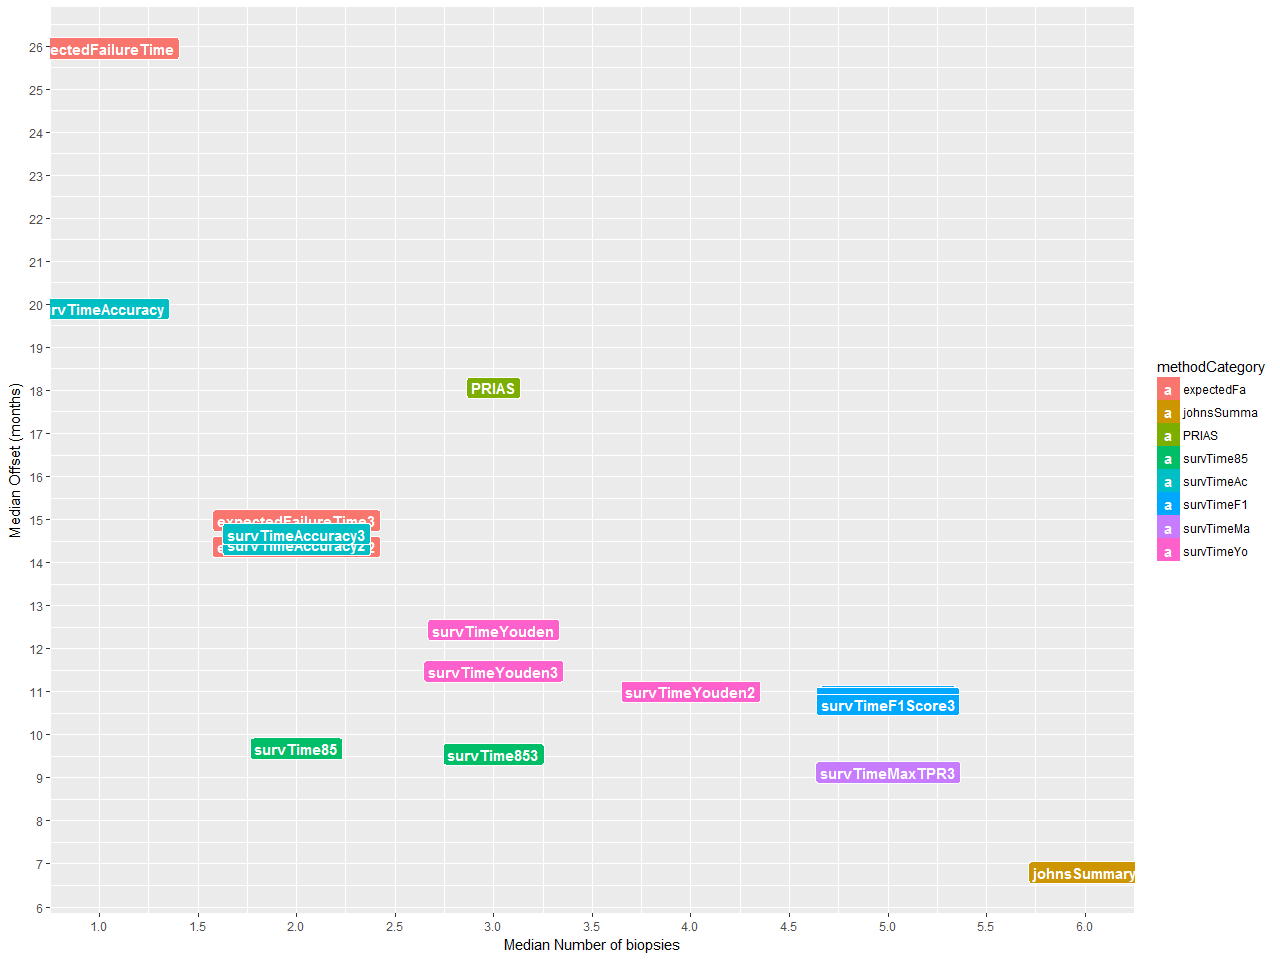 26
25
24
23
22
21
20
19
18
17
16
15
14
13
12
11
10
9
8
7
6
Median Offset (months)
ectedFailureTime
rvTimeAccuracy
PRIAS
expectedFailureTime3
survTimeAccuracy3
survTimeAccuracy2
survTimeYouden
survTimeYouden3
survTimeYouden2
survTimeF1Score3
survTime85
survTime853
survTimeMaxTPR3
johnsSummary
1.0 1.5 2.0 2.5 3.0 3.5 4.0 4.5 5.0 5.5 6.0
Median Number of biopsies
methodCategory
a expectedFa
a johnsSumma
a PRIAS
a survTime85
a survTimeAc
a survTimeF1
a survTimeMa
a survTimeYo